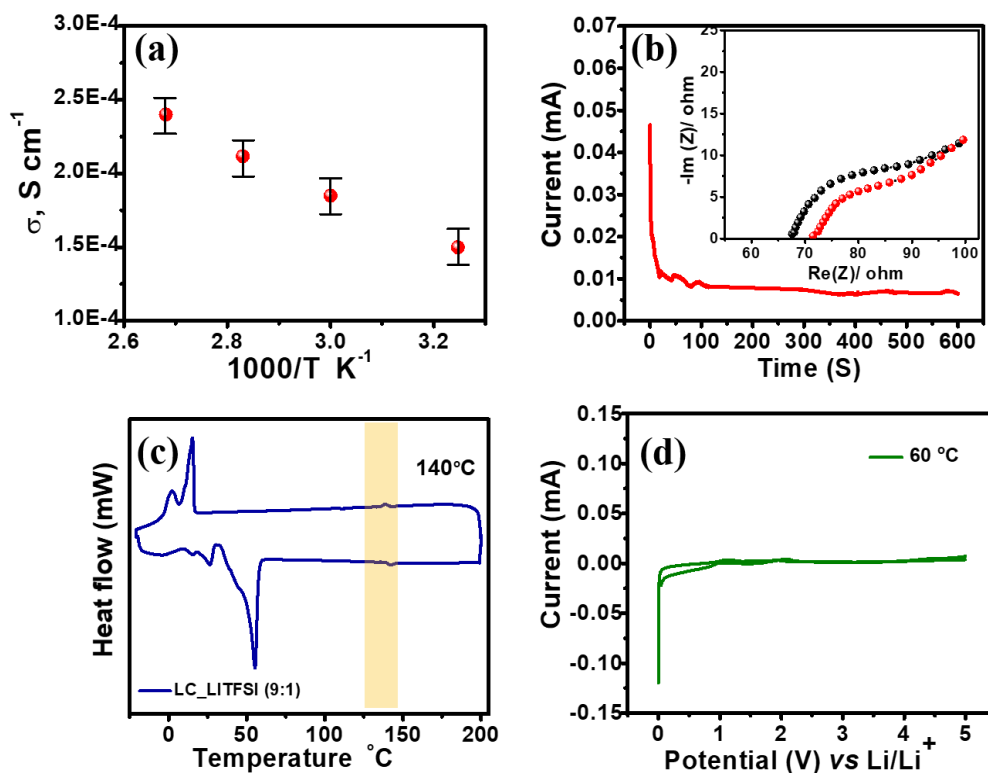 (a)
3.0E-4
2.5E-4
2.0E-4
1.5E-4
1.0E-4
σ, S cm⁻¹
2.6
2.8
3.0
3.2
1000/T K⁻¹
(b)
0.07
0.06
0.05
0.04
0.03
0.02
0.01
0.00
Current (mA)
0
100
200
300
400
500
600
Time (S)
25
20
15
10
5
0
-Im (Z)/ ohm
60
70
80
90
100
Re(Z)/ ohm
(c)
140°C
Heat flow (mW)
LC_LITFSI (9:1)
0
50
100
150
200
Temperature °C
(d)
60 °C
0.15
0.10
0.05
0.00
-0.05
-0.10
-0.15
Current (mA)
0
1
2
3
4
5
Potential (V) vs Li/Li⁺